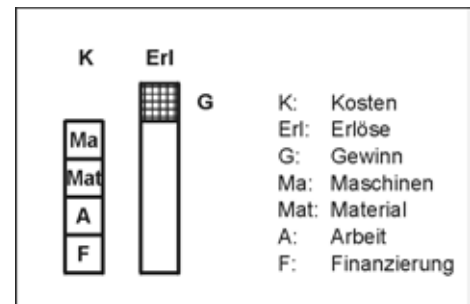 K Erl
G
Ma
Mat
A
F
K: Kosten
Erl: Erlöse
G: Gewinn
Ma: Maschinen
Mat: Material
A: Arbeit
F: Finanzierung